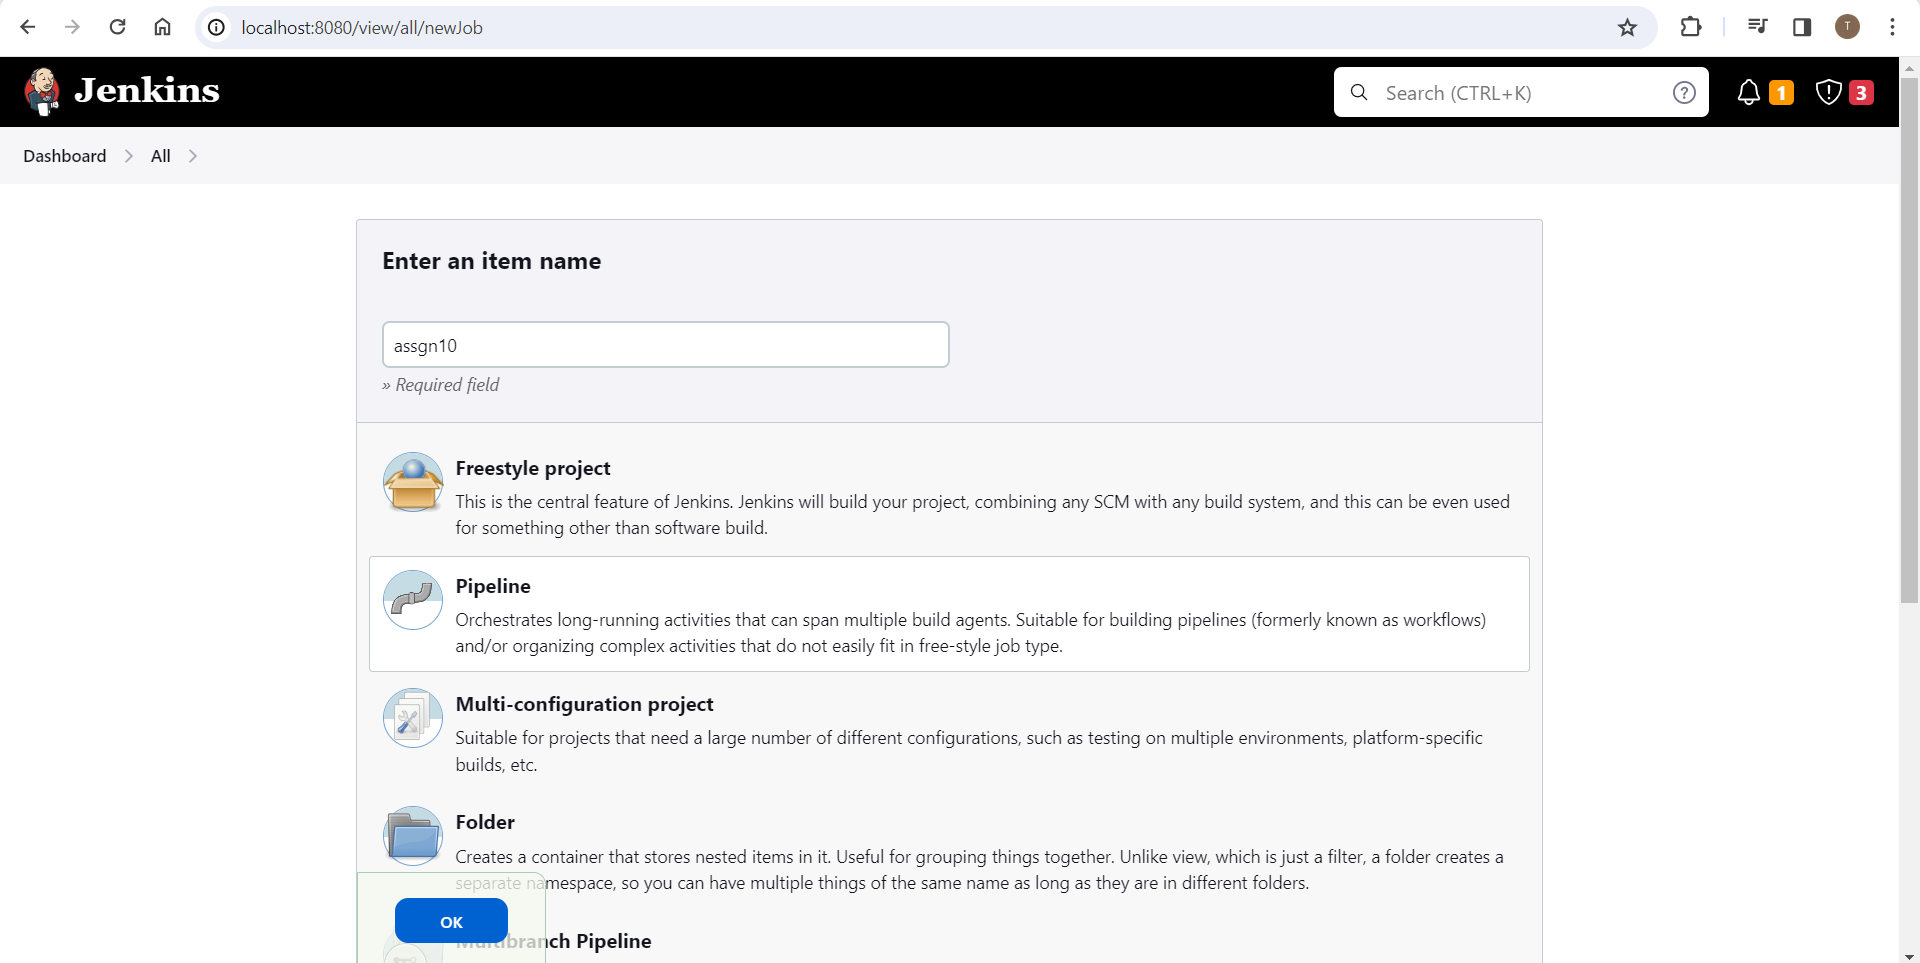 localhost:8080/view/all/newJob
T
Jenkins
Search (CTRL+K)
?
1
3
Dashboard
All
Enter an item name
assgn10
» Required field
Freestyle project
This is the central feature of Jenkins. Jenkins will build your project, combining any SCM with any build system, and this can be even used
for something other than software build.
Pipeline
Orchestrates long-running activities that can span multiple build agents. Suitable for building pipelines (formerly known as workflows)
and/or organizing complex activities that do not easily fit in free-style job type.
Multi-configuration project
Suitable for projects that need a large number of different configurations, such as testing on multiple environments, platform-specific
builds, etc.
Folder
Creates a container that stores nested items in it. Useful for grouping things together. Unlike view, which is just a filter, a folder creates a
separate namespace, so you can have multiple things of the same name as long as they are in different folders.
OK
Multibranch Pipeline